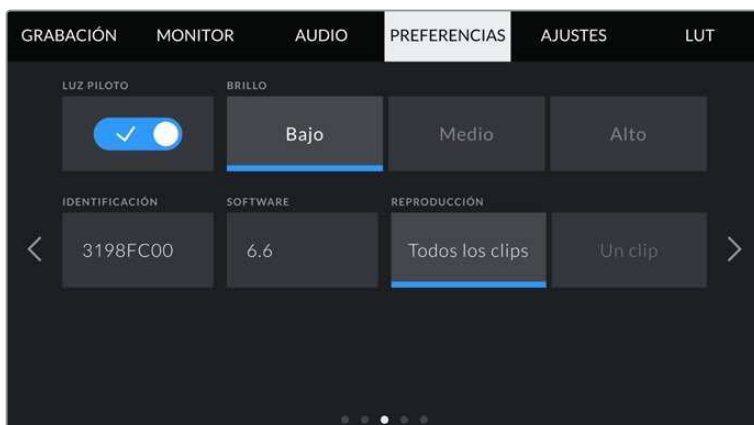 GRABACIÓN MONITOR AUDIO PREFERENCIAS AJUSTES LUT
LUZ PILOTO BRILLO
Bajo Medio Alto
IDENTIFICACIÓN SOFTWARE REPRODUCCIÓN
3198FC00 6.6 Todos los clips Un clip